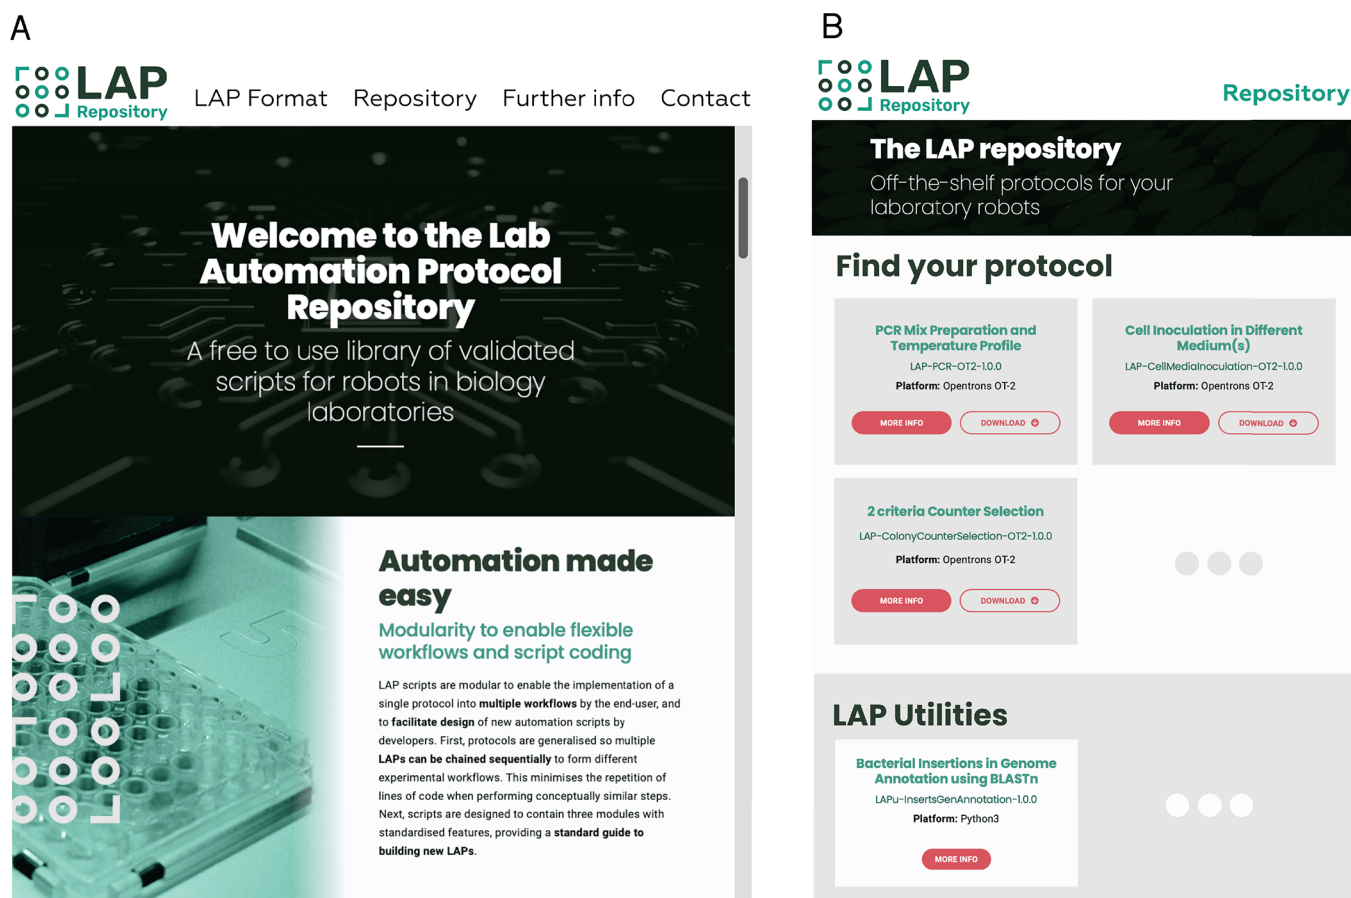 A
LAP
Repository
LAP Format Repository Further info Contact
Welcome to the Lab
Automation Protocol
Repository
A free to use library of validated
scripts for robots in biology
laboratories
Automation made
easy
Modularity to enable flexible
workflows and script coding
LAP scripts are modular to enable the implementation of a
single protocol into multiple workflows by the end-user, and
to facilitate design of new automation scripts by
developers. First, protocols are generalised so multiple
LAPs can be chained sequentially to form different
experimental workflows. This minimises the repetition of
lines of code when performing conceptually similar steps.
Next, scripts are designed to contain three modules with
standardised features, providing a standard guide to
building new LAPs.
B
LAP
Repository
Repository
The LAP repository
Off-the-shelf protocols for your
laboratory robots
Find your protocol
PCR Mix Preparation and
Temperature Profile
LAP-PCR-OT2-1.0.0
Platform: Opentrons OT-2
MORE INFO DOWNLOAD
Cell Inoculation in Different
Medium(s)
LAP-CellMediaInoculation-OT2-1.0.0
Platform: Opentrons OT-2
MORE INFO DOWNLOAD
2 criteria Counter Selection
LAP-ColonyCounterSelection-OT2-1.0.0
Platform: Opentrons OT-2
MORE INFO DOWNLOAD
LAP Utilities
Bacterial Insertions in Genome
Annotation using BLASTn
LAPu-InsertsGenAnnotation-1.0.0
Platform: Python3
MORE INFO